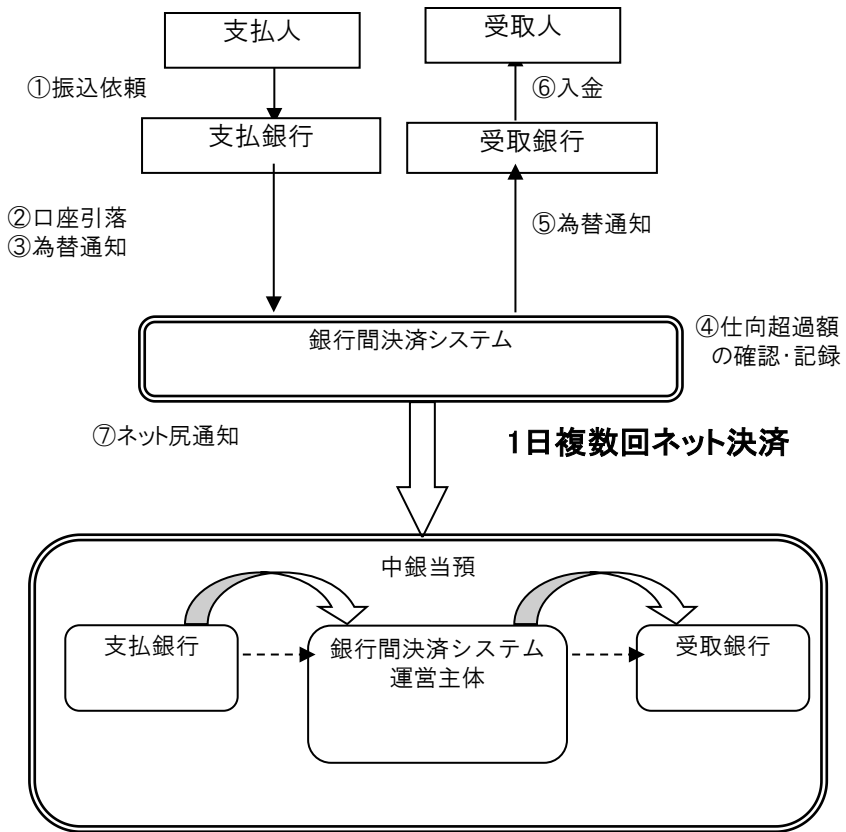 支払人
受取人
①振込依頼
⑥入金
支払銀行
受取銀行
②口座引落
③為替通知
⑤為替通知
銀行間決済システム
④仕向超過額
の確認・記録
⑦ネット尻通知
1日複数回ネット決済
中銀当預
支払銀行
銀行間決済システム
運営主体
受取銀行